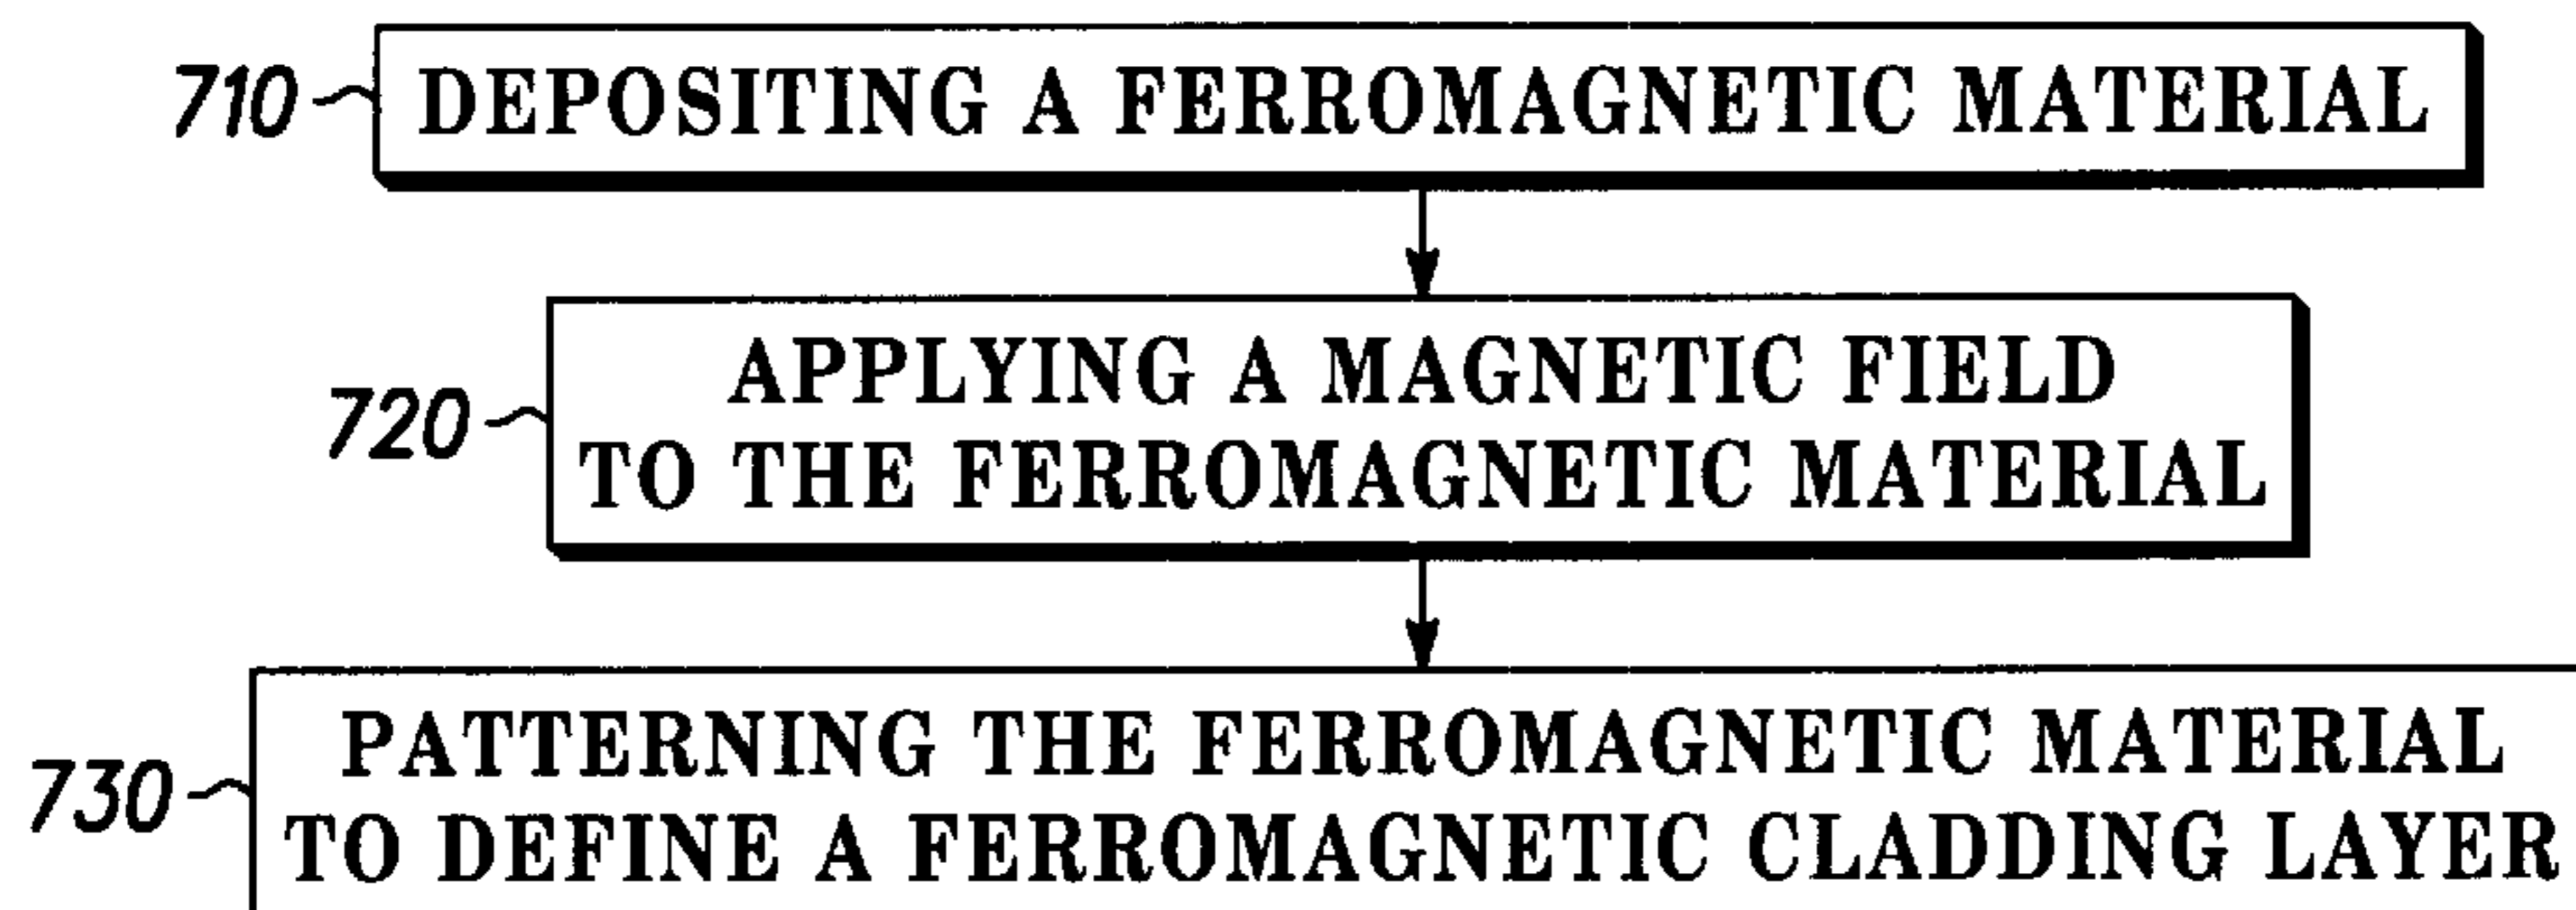 710 DEPOSITING A FERROMAGNETIC MATERIAL
APPLYING A MAGNETIC FIELD
720
TO THE FERROMAGNETIC MATERIAL
PATTERNING THE FERROMAGNETIC MATERIAL
730
TO DEFINE A FERROMAGNETIC CLADDING LAYER